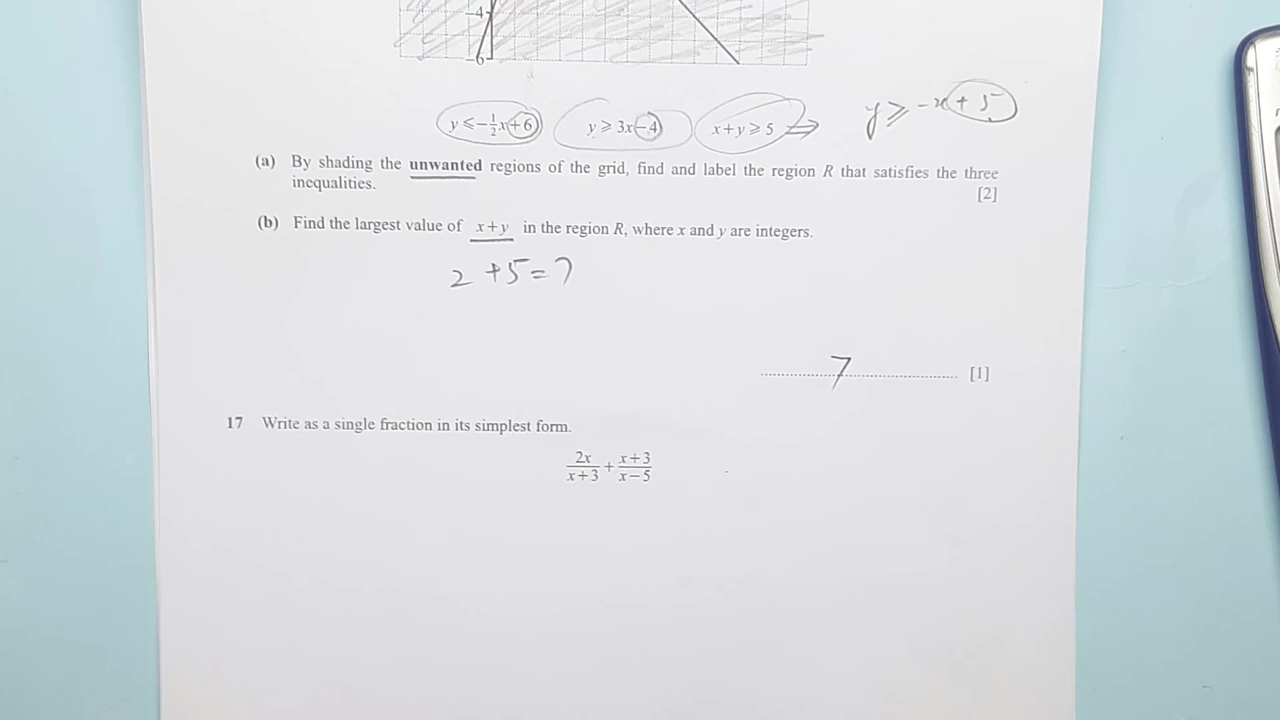 -4
-6
y ⩽ -1/2 x+6 y ⩾ 3x-4 x+y ⩾ 5 ⇒ y ⩾ -x + 5
(a) By shading the unwanted regions of the grid, find and label the region R that satisfies the three
inequalities.
[2]
(b) Find the largest value of x+y in the region R, where x and y are integers.
2 + 5 = 7
7 [1]
17 Write as a single fraction in its simplest form.
2x/(x+3) + (x+3)/(x-5)